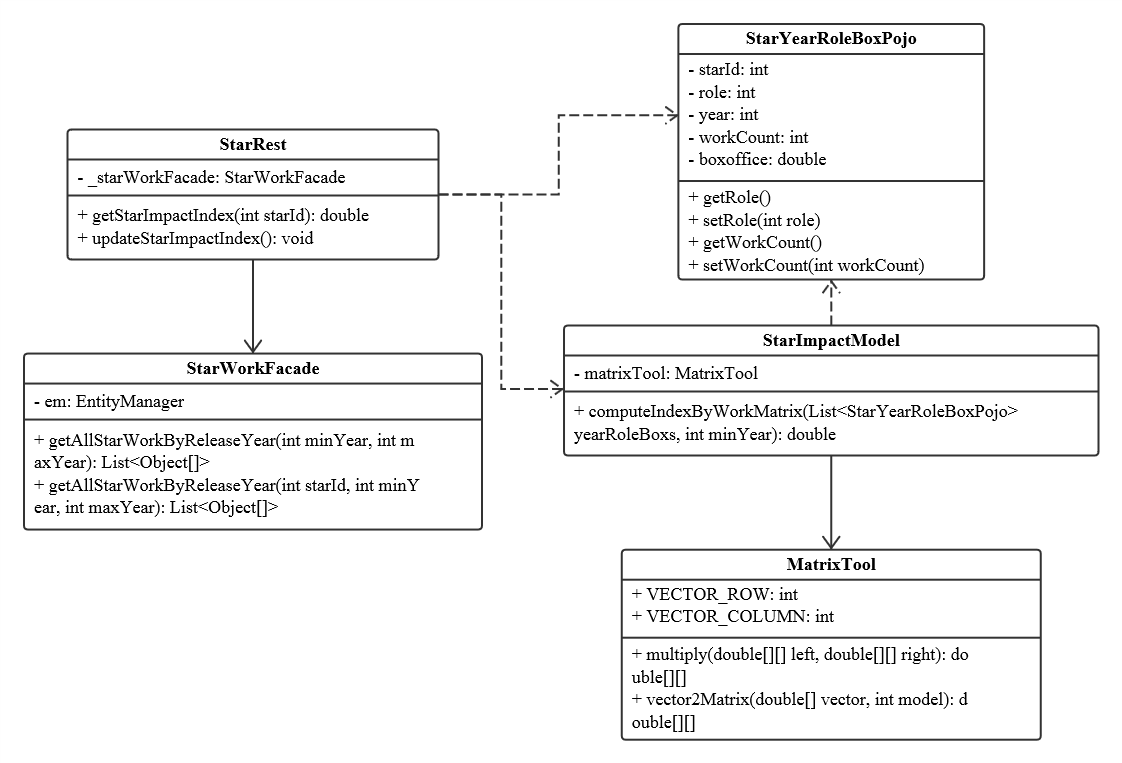 StarYearRoleBoxPojo
- starId: int
- role: int
- year: int
- workCount: int
- boxoffice: double
+ getRole()
+ setRole(int role)
+ getWorkCount()
+ setWorkCount(int workCount)
StarRest
- _starWorkFacade: StarWorkFacade
+ getStarImpactIndex(int starId): double
+ updateStarImpactIndex(): void
StarWorkFacade
- em: EntityManager
+ getAllStarWorkByReleaseYear(int minYear, int m
axYear): List<Object[]>
+ getAllStarWorkByReleaseYear(int starId, int minY
ear, int maxYear): List<Object[]>
StarImpactModel
- matrixTool: MatrixTool
+ computeIndexByWorkMatrix(List<StarYearRoleBoxPojo>
yearRoleBoxs, int minYear): double
MatrixTool
+ VECTOR_ROW: int
+ VECTOR_COLUMN: int
+ multiply(double[][] left, double[][] right): do
uble[][]
+ vector2Matrix(double[] vector, int model): d
ouble[][]